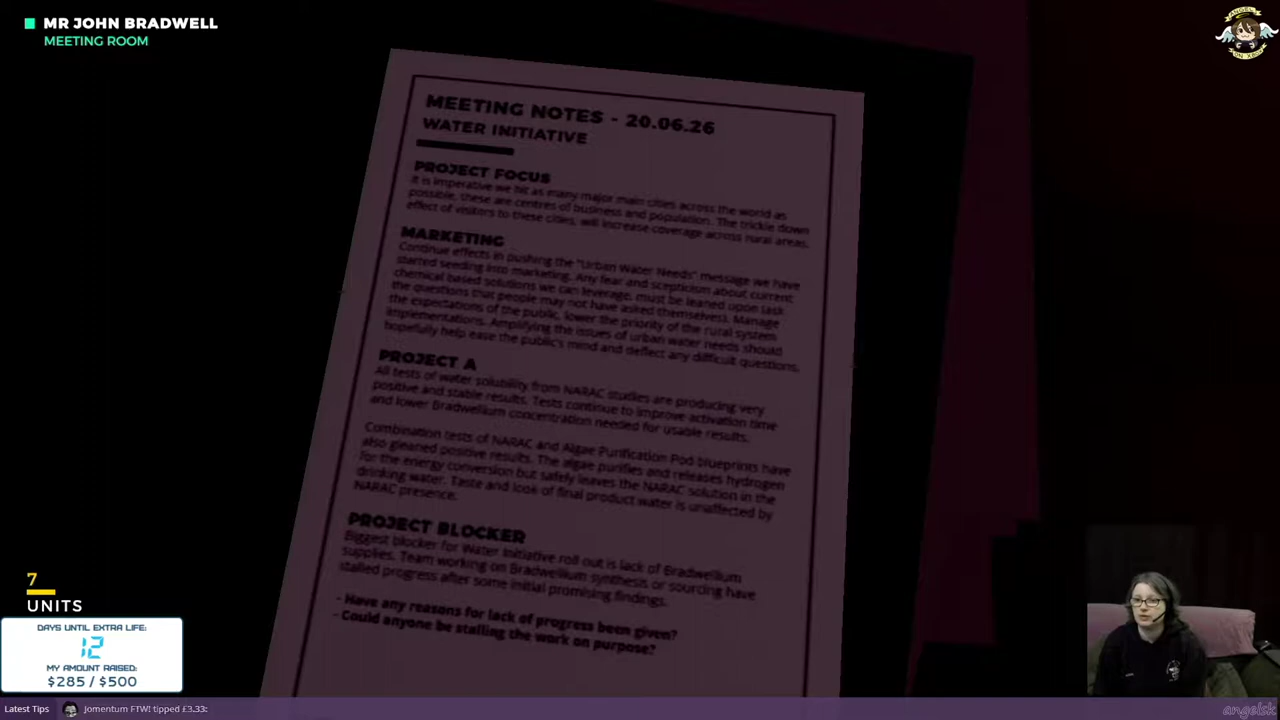 MR JOHN BRADWELL
MEETING ROOM
ANGEL
ON XBOX
MEETING NOTES - 20.06.26
WATER INITIATIVE
PROJECT FOCUS
It is imperative we hit as many major main cities across the world as
possible, these are centres of business and population. The trickle down
effect of visitors to these cities, will increase coverage across rural areas.
MARKETING
Continue effects in pushing the "Urban Water Needs" message we have
started seeding into marketing. Any fear and scepticism about current
chemical based solutions we can leverage, must be leaned upon (ask
the questions that people may not have asked themselves). Manage
the expectations of the public, lower the priority of the rural system
implementations. Amplifying the issues of urban water needs should
hopefully help ease the public's mind and deflect any difficult questions.
PROJECT A
All tests of water solubility from NARAC studies are producing very
positive and stable results. Tests continue to improve activation time
and lower Bradwellium concentration needed for usable results.
Combination tests of NARAC and Algae Purification Pod blueprints have
also gleaned positive results. The algae purifies and releases hydrogen
for the energy conversion but safely leaves the NARAC solution in the
drinking water. Taste and look of final product water is unaffected by
NARAC presence.
PROJECT BLOCKER
Biggest blocker for Water Initiative roll out is lack of Bradwellium
supplies. Team working on Bradwellium synthesis or sourcing have
stalled progress after some initial promising findings.
- Have any reasons for lack of progress been given?
- Could anyone be stalling the work on purpose?
7
UNITS
DAYS UNTIL EXTRA LIFE:
12
MY AMOUNT RAISED:
$285 / $500
Latest Tips
Jomentum FTW! tipped £3.33:
angelsk